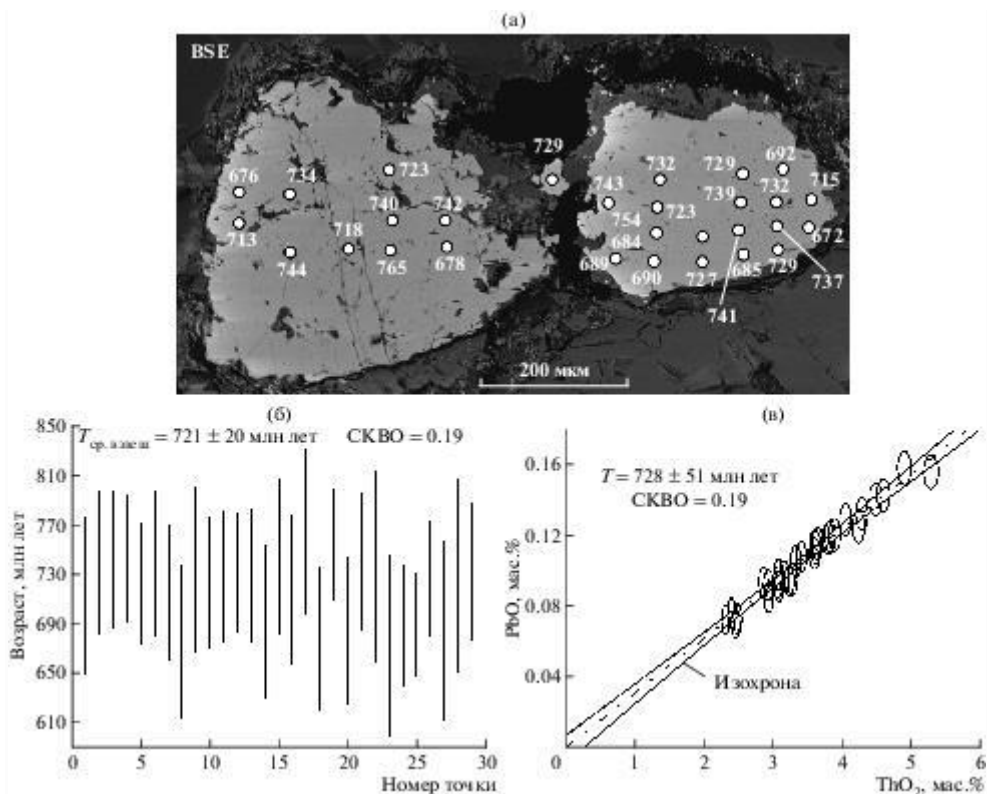 (а)
BSE
729
676 734 723
732 729 692
743 739 732 715
713 718 740 742
754 723
684 672
744 765 678
689 690 727 685 729 737
741
200 мкм
(б)
(в)
850
Tср. взвеш = 721 ± 20 млн лет СКВО = 0.19
810
770
730
690
650
610
Возраст, млн лет
0 10 15 20 25 30
5
Номер точки
0.16
T = 728 ± 51 млн лет
СКВО = 0.19
0.12
0.08
0.04
PbO, мас.%
Изохрона
0 1 2 3 4 5 6
ThO₂, мас.%